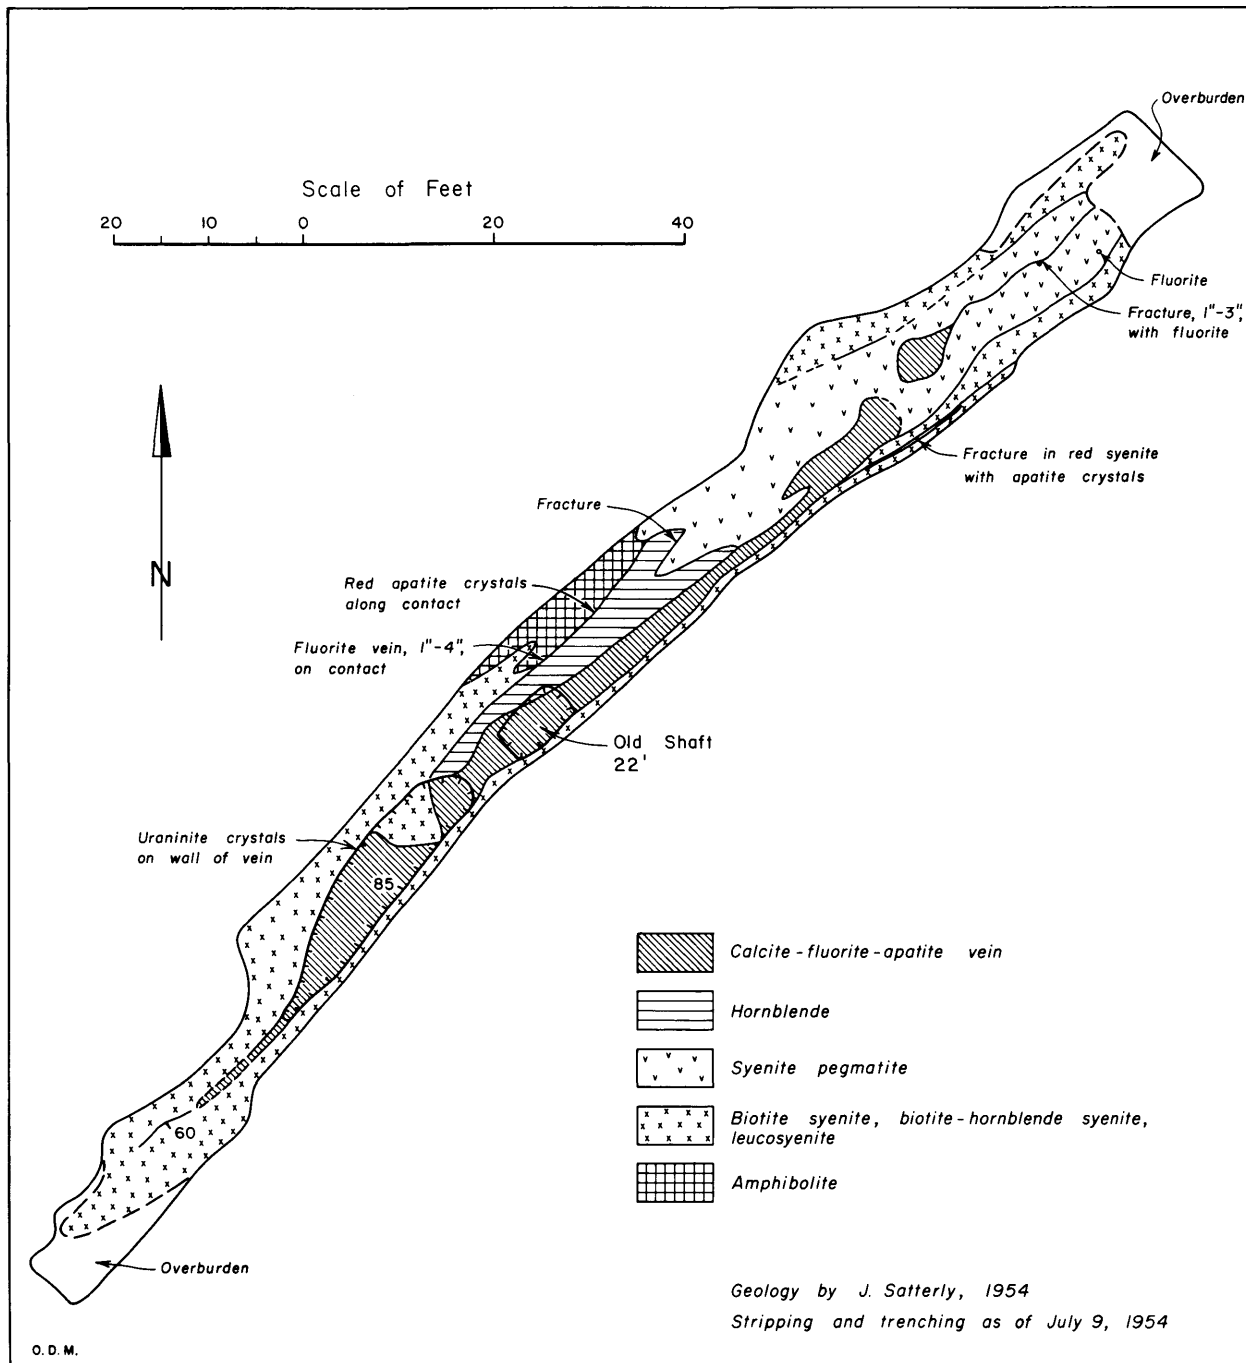 Overburden
Scale of Feet
20 10 0 20 40
Fluorite
Fracture, 1"-3",
with fluorite
N
Fracture in red syenite
with apatite crystals
Fracture
Red apatite crystals
along contact
Fluorite vein, 1"-4",
on contact
Old Shaft
22'
Uraninite crystals
on wall of vein
85
Calcite-fluorite-apatite vein
Hornblende
Syenite pegmatite
Biotite syenite, biotite-hornblende syenite,
leucosyenite
Amphibolite
60
Overburden
Geology by J. Satterly, 1954
Stripping and trenching as of July 9, 1954
O.D.M.